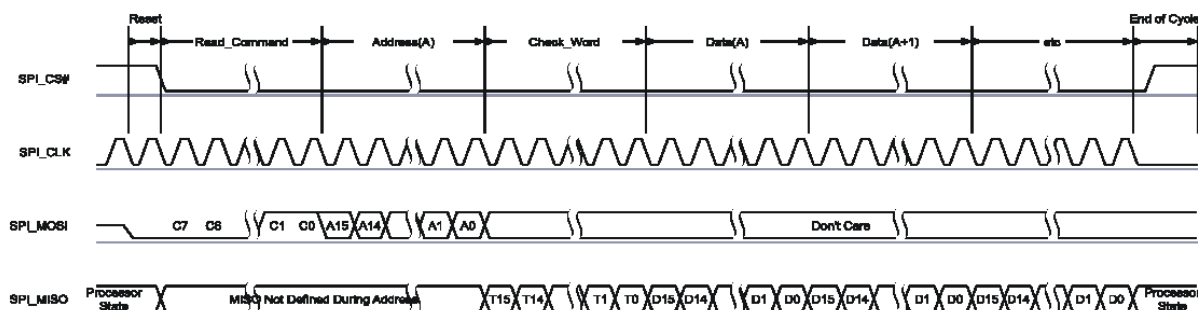 Reset End of Cycle
Read_Command Address(A) Check_Word Data(A) Data(A+1) etc
SPI_CS#
SPI_CLK
SPI_MOSI C7 C6 C1 C0 A15 A14 A1 A0 Don't Care
Processor State MISO Not Defined During Address T15 T14 T1 T0 D15 D14 D1 D0 D15 D14 D1 D0 D15 D14 D1 D0 Processor State
SPI_MISO